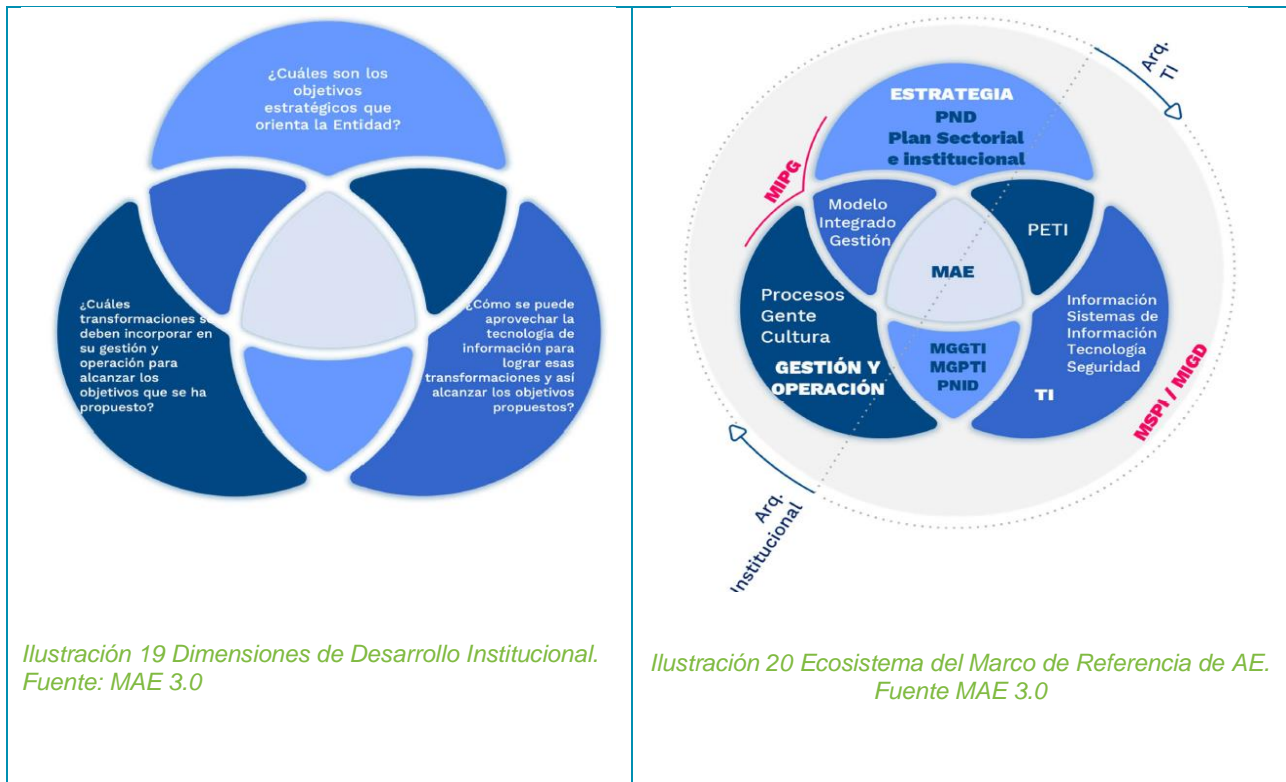 ¿Cuáles son los
objetivos
estratégicos que
orienta la Entidad?
¿Cuáles
transformaciones s
deben incorporar en
su gestión y
operación para
alcanzar los
objetivos que se ha
propuesto?
¿Cómo se puede
aprovechar la
tecnología de
información para
lograr esas
transformaciones y así
alcanzar los objetivos
propuestos?
Ilustración 19 Dimensiones de Desarrollo Institucional.
Fuente: MAE 3.0
Arq.
TI
ESTRATEGIA
PND
Plan Sectorial
e institucional
MIPG
Modelo
Integrado
Gestión
PETI
MAE
Procesos
Gente
Cultura
GESTIÓN Y
OPERACIÓN
MGGTI
MGPTI
PNID
Información
Sistemas de
Información
Tecnología
Seguridad
TI
MSPI / MIGD
Arq.
Institucional
Ilustración 20 Ecosistema del Marco de Referencia de AE.
Fuente MAE 3.0